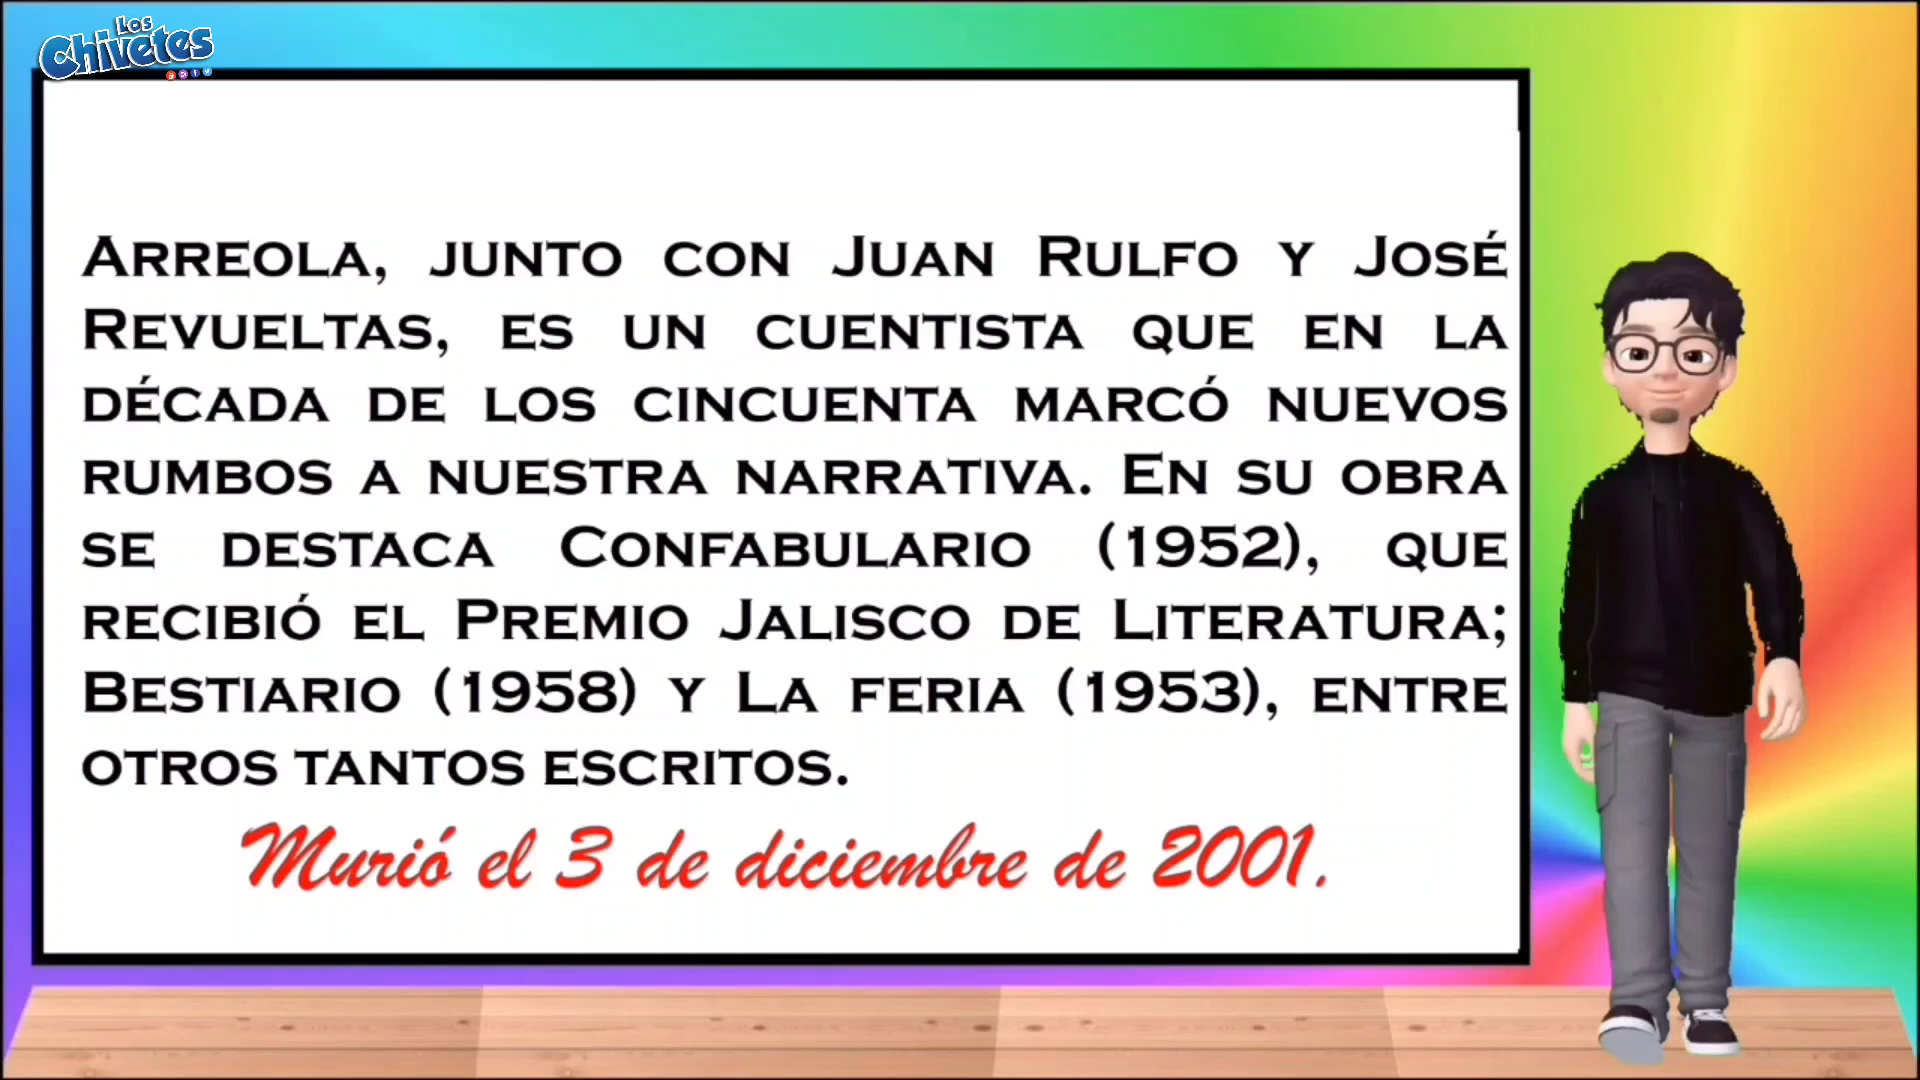 Los
Chivetes
Arreola, junto con Juan Rulfo y José
Revueltas, es un cuentista que en la
década de los cincuenta marcó nuevos
rumbos a nuestra narrativa. En su obra
se destaca Confabulario (1952), que
recibió el Premio Jalisco de Literatura;
Bestiario (1958) y La feria (1953), entre
otros tantos escritos.
Murió el 3 de diciembre de 2001.